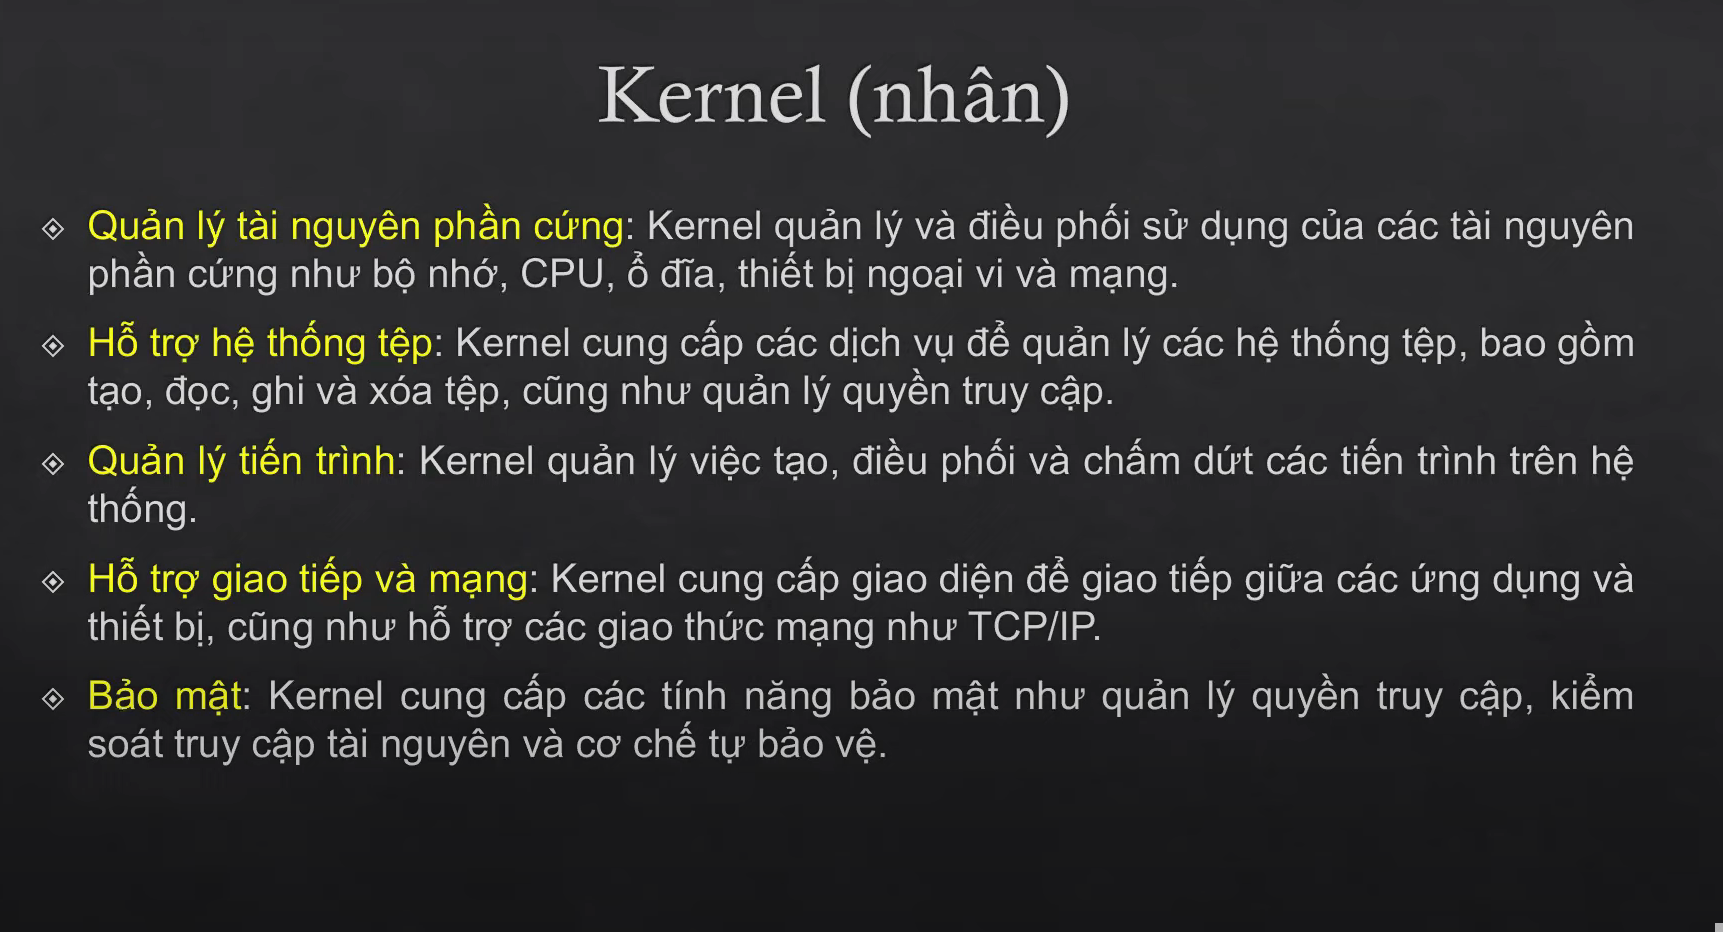 Kernel (nhân)
Quản lý tài nguyên phần cứng: Kernel quản lý và điều phối sử dụng của các tài nguyên
phần cứng như bộ nhớ, CPU, ổ đĩa, thiết bị ngoại vi và mạng.
Hỗ trợ hệ thống tệp: Kernel cung cấp các dịch vụ để quản lý các hệ thống tệp, bao gồm
tạo, đọc, ghi và xóa tệp, cũng như quản lý quyền truy cập.
Quản lý tiến trình: Kernel quản lý việc tạo, điều phối và chấm dứt các tiến trình trên hệ
thống.
Hỗ trợ giao tiếp và mạng: Kernel cung cấp giao diện để giao tiếp giữa các ứng dụng và
thiết bị, cũng như hỗ trợ các giao thức mạng như TCP/IP.
Bảo mật: Kernel cung cấp các tính năng bảo mật như quản lý quyền truy cập, kiểm
soát truy cập tài nguyên và cơ chế tự bảo vệ.